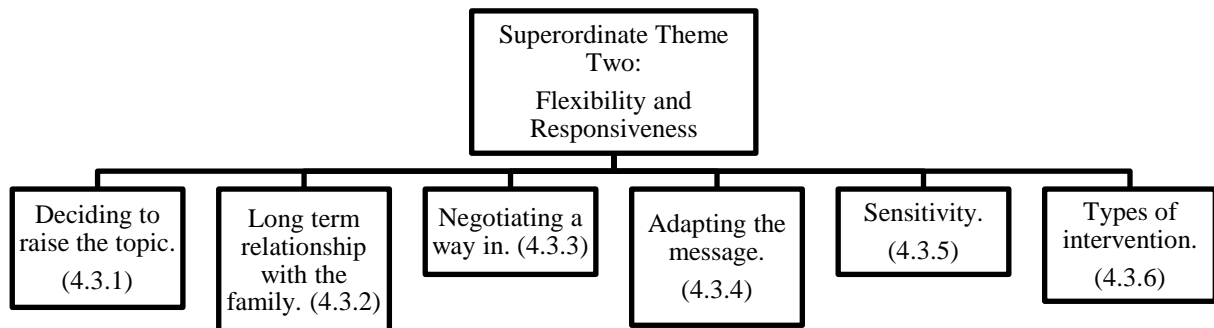 Superordinate Theme
Two:
Flexibility and
Responsiveness
Deciding to
raise the topic.
(4.3.1)
Long term
relationship
with the
family. (4.3.2)
Negotiating a
way in. (4.3.3)
Adapting the
message.
(4.3.4)
Sensitivity.
(4.3.5)
Types of
intervention.
(4.3.6)